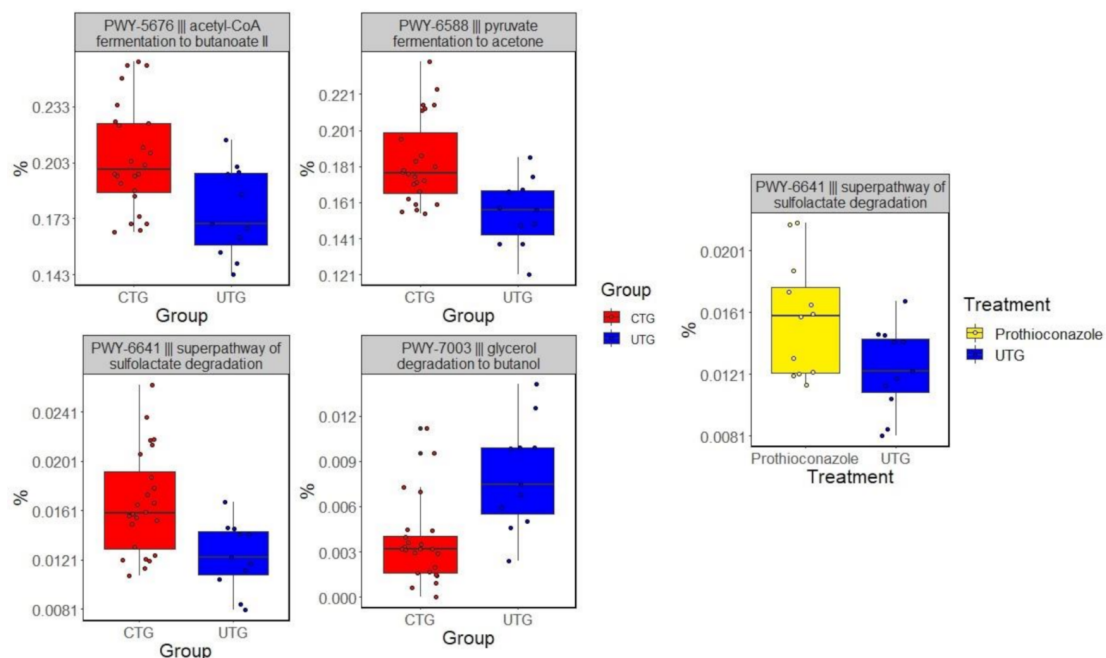 PWY-5676 ||| acetyl-CoA
fermentation to butanoate II
0.233
0.203
0.173
0.143
%
CTG
UTG
Group
PWY-6588 ||| pyruvate
fermentation to acetone
0.221
0.201
0.181
0.161
0.141
0.121
%
CTG
UTG
Group
PWY-6641 ||| superpathway of
sulfolactate degradation
0.0241
0.0201
0.0161
0.0121
0.0081
%
CTG
UTG
Group
PWY-7003 ||| glycerol
degradation to butanol
0.012
0.009
0.006
0.003
0.000
%
CTG
UTG
Group
Group
CTG
UTG
PWY-6641 ||| superpathway of
sulfolactate degradation
0.0201
0.0161
0.0121
0.0081
%
Prothioconazole
UTG
Treatment
Treatment
Prothioconazole
UTG